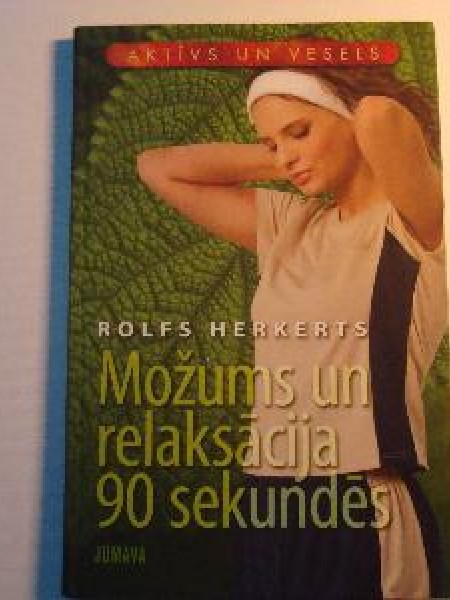 AKTĪVS UN VESELS
ROLFS HERKERTS
Možums un
relaksācija
90 sekundēs
JUMAVA